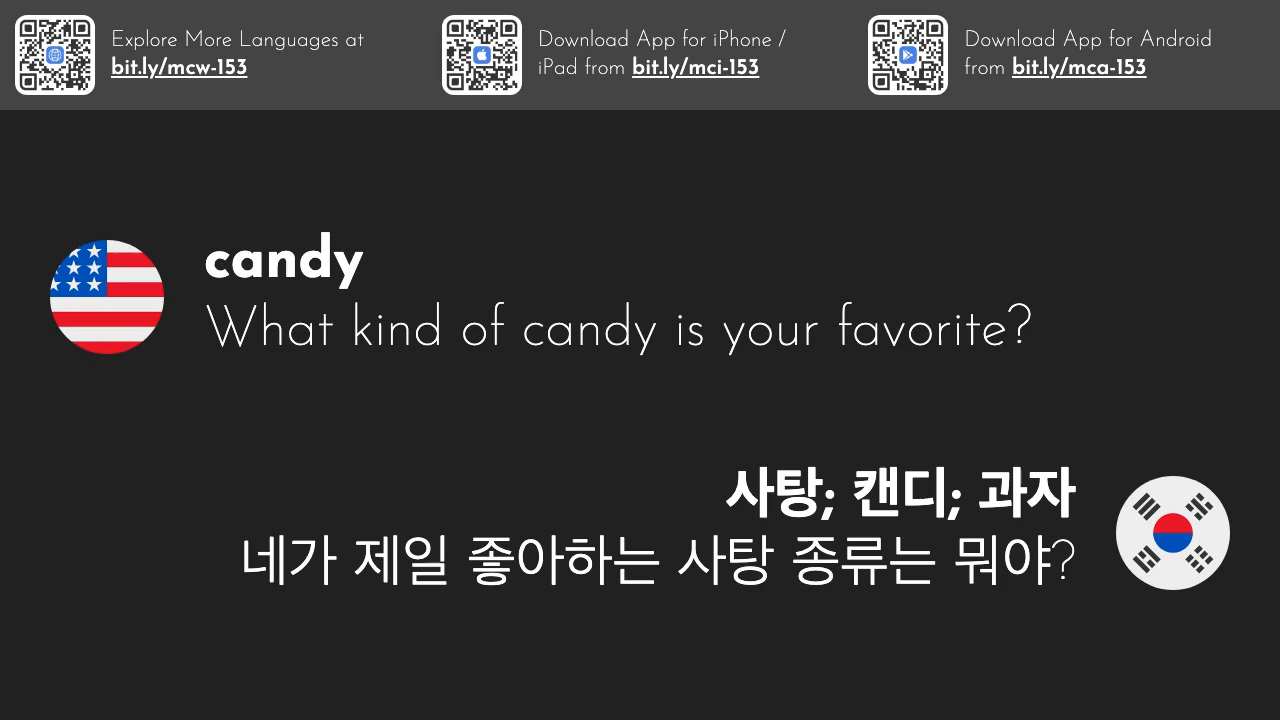 Explore More Languages at
bit.ly/mcw-153
Download App for iPhone /
iPad from bit.ly/mci-153
Download App for Android
from bit.ly/mca-153
candy
What kind of candy is your favorite?
사탕; 캔디; 과자
네가 제일 좋아하는 사탕 종류는 뭐야?